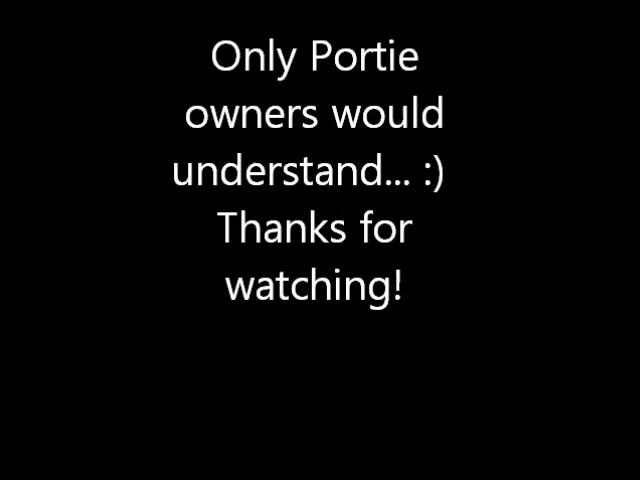 Only Portie
owners would
understand... :)
Thanks for
watching!